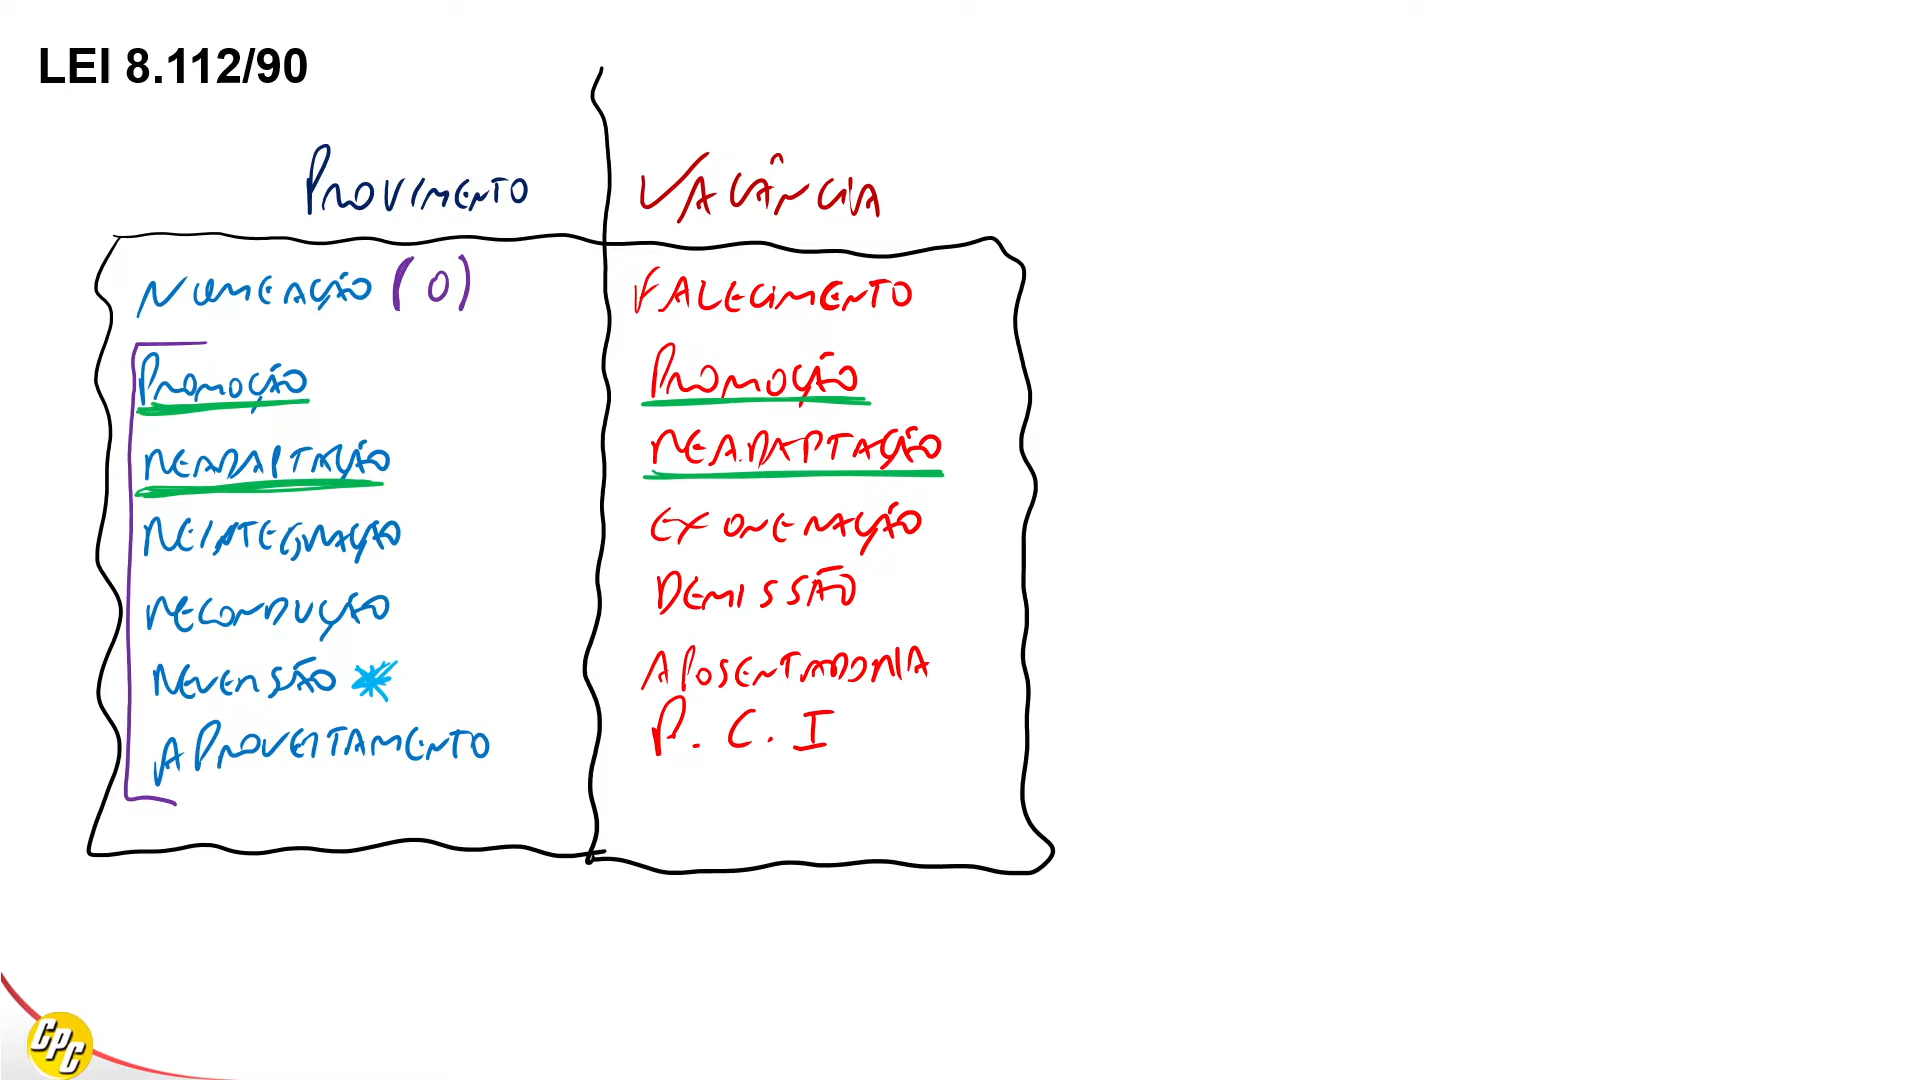 LEI 8.112/90
PROVIMENTO
VACÂNCIA
NOMEAÇÃO (O)
PROMOÇÃO
READAPTAÇÃO
REINTEGRAÇÃO
RECONDUÇÃO
REVERSÃO *
APROVEITAMENTO
FALECIMENTO
PROMOÇÃO
READAPTAÇÃO
EXONERAÇÃO
DEMISSÃO
APOSENTADORIA
P. C. I
CPC